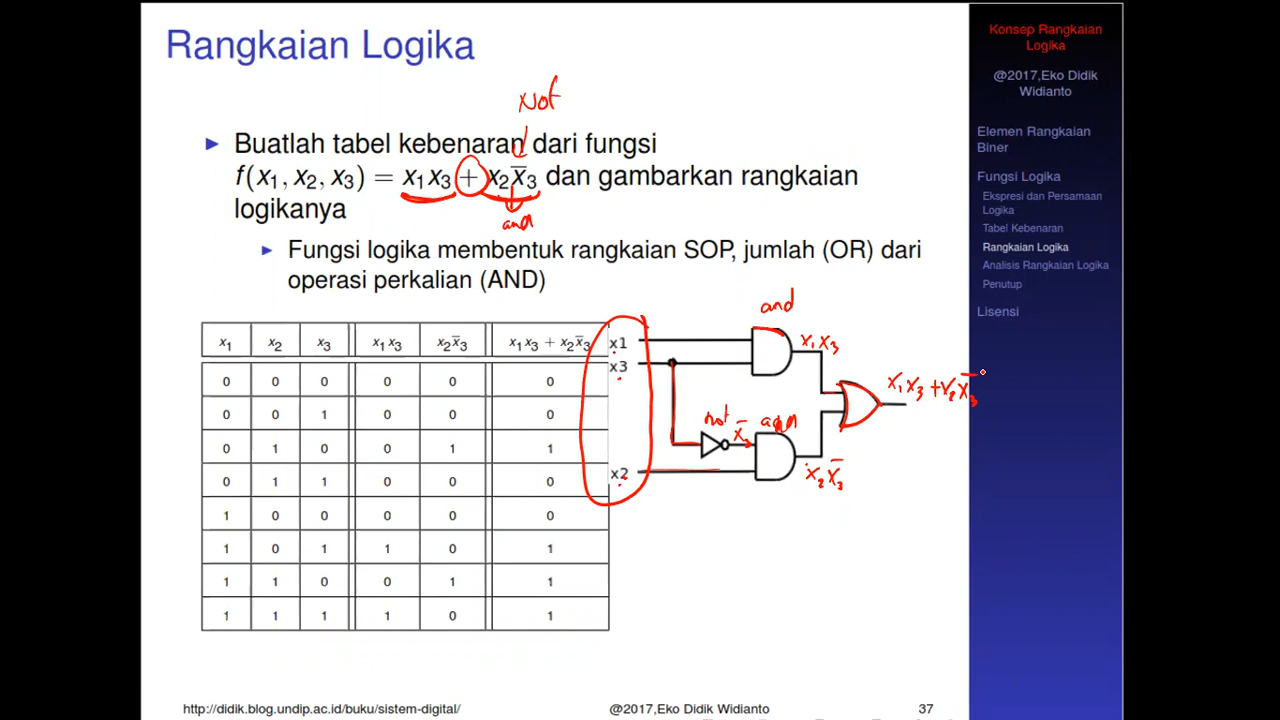 Rangkaian Logika
Not
Buatlah tabel kebenaran dari fungsi
f(x₁, x₂, x₃) = x₁x₃ + x₂x̅₃ dan gambarkan rangkaian
logikanya
and
Fungsi logika membentuk rangkaian SOP, jumlah (OR) dari
operasi perkalian (AND)
x₁ x₂ x₃ x₁x₃ x₂x̅₃ x₁x₃ + x₂x̅₃
0 0 0 0 0 0
0 0 1 0 0 0
0 1 0 0 1 1
0 1 1 0 0 0
1 0 0 0 0 0
1 0 1 1 0 1
1 1 0 0 1 1
1 1 1 1 0 1
and
x1
x₁x₃
x3
x₁x₃ + x₂x̅₃
not
x̅₃
and
x2
x₂x̅₃
http://didik.blog.undip.ac.id/buku/sistem-digital/
@2017,Eko Didik Widianto
37
Konsep Rangkaian
Logika
@2017,Eko Didik
Widianto
Elemen Rangkaian
Biner
Fungsi Logika
Ekspresi dan Persamaan
Logika
Tabel Kebenaran
Rangkaian Logika
Analisis Rangkaian Logika
Penutup
Lisensi